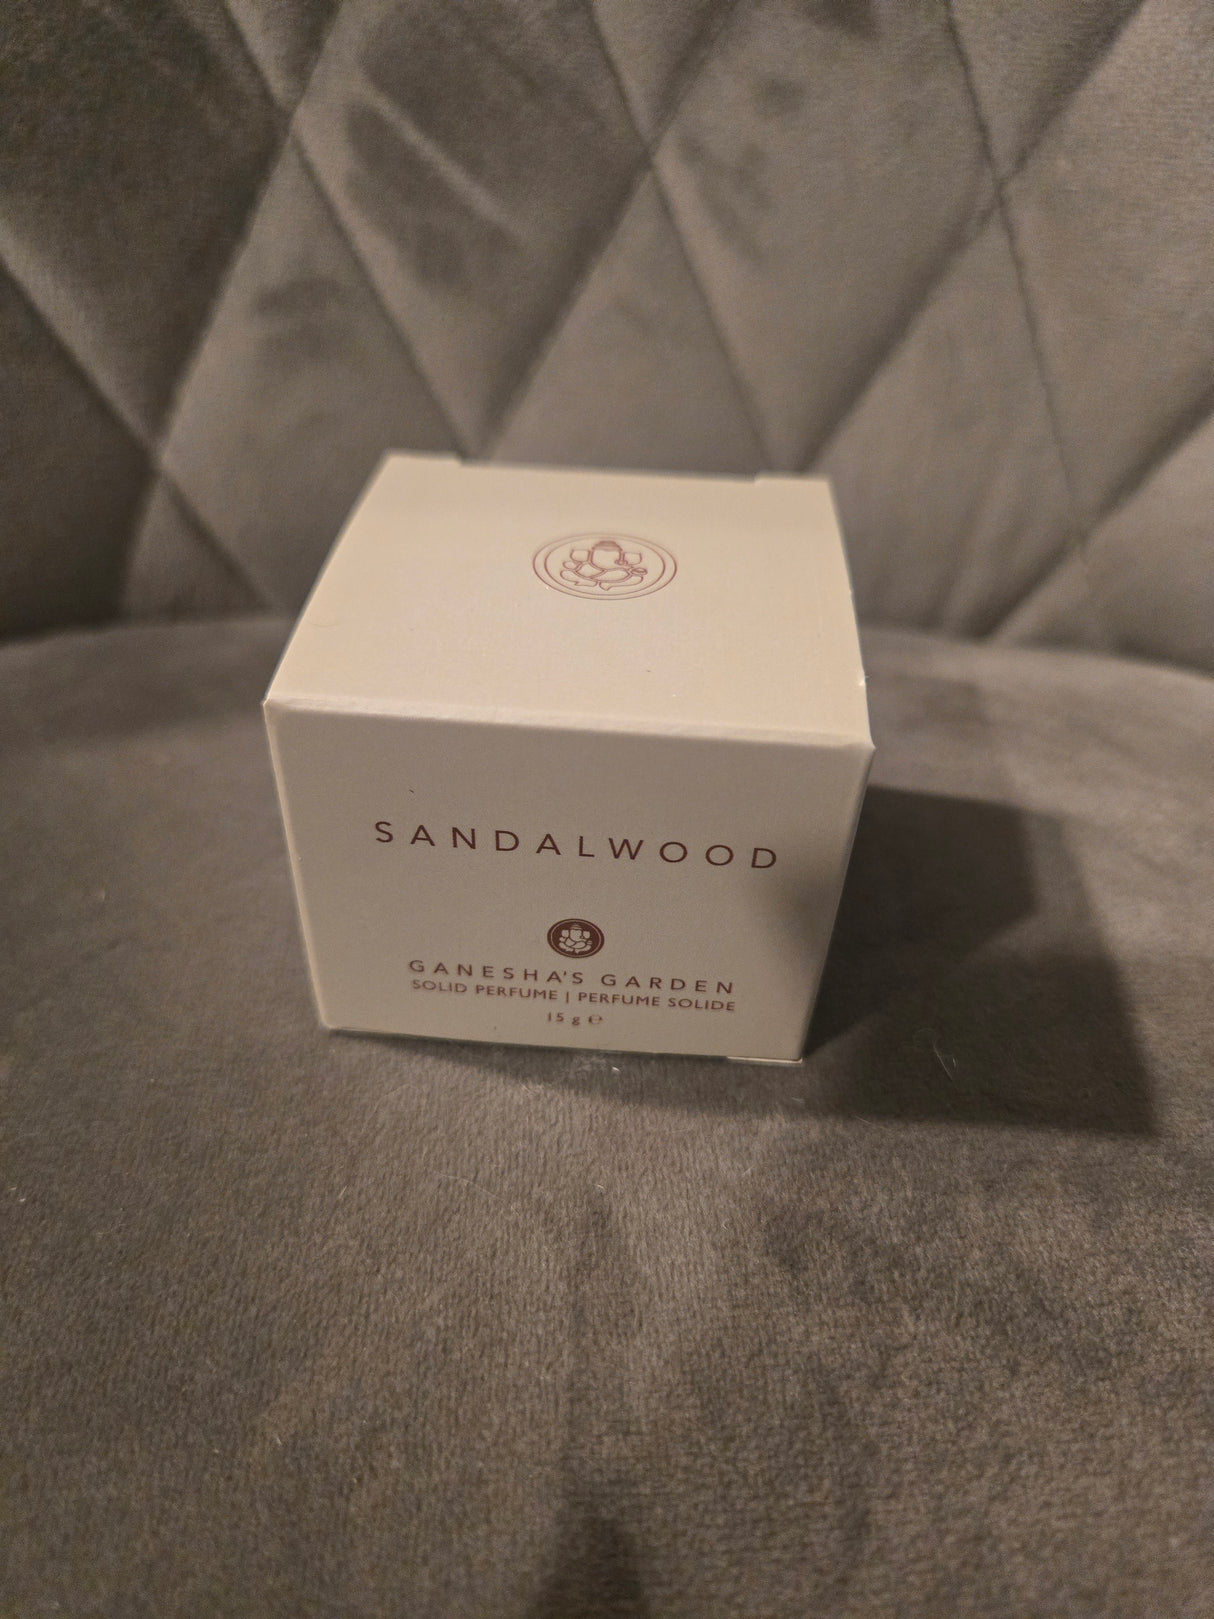 SANDALWOOD
GANESHA'S GARDEN
SOLID PERFUME | PERFUME SOLIDE
15 g ℮